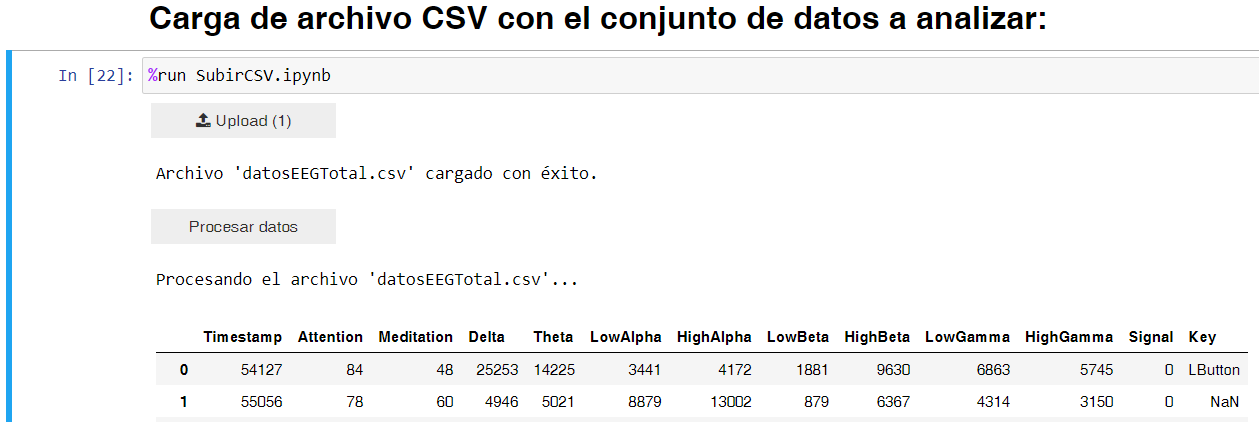 Carga de archivo CSV con el conjunto de datos a analizar:
In [22]: %run SubirCSV.ipynb
Upload (1)
Archivo 'datosEEGTotal.csv' cargado con éxito.
Procesar datos
Procesando el archivo 'datosEEGTotal.csv'...
Timestamp Attention Meditation Delta Theta LowAlpha HighAlpha LowBeta HighBeta LowGamma HighGamma Signal Key
0 54127 84 48 25253 14225 3441 4172 1881 9630 6863 5745 0 LButton
1 55056 78 60 4946 5021 8879 13002 879 6367 4314 3150 0 NaN